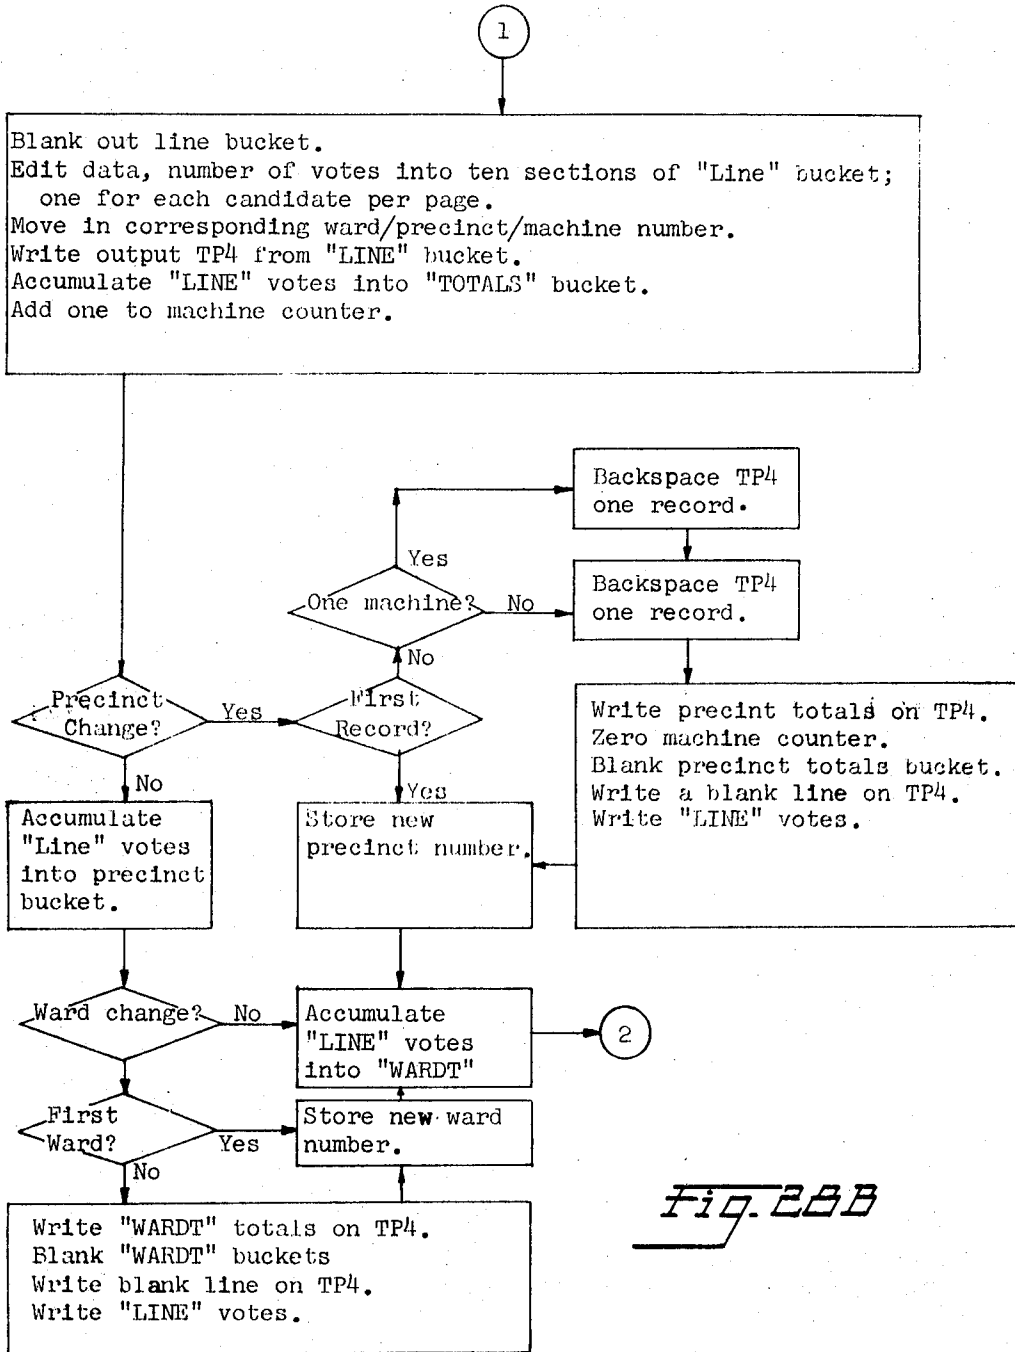 1
Blank out line bucket.
Edit data, number of votes into ten sections of "Line" bucket;
one for each candidate per page.
Move in corresponding ward/precinct/machine number.
Write output TP4 from "LINE" bucket.
Accumulate "LINE" votes into "TOTALS" bucket.
Add one to machine counter.
Backspace TP4
one record.
Yes
One machine?
No
Backspace TP4
one record.
No
Precinct
Change?
Yes
First
Record?
Write precint totals on TP4.
Zero machine counter.
Blank precinct totals bucket.
Write a blank line on TP4.
Write "LINE" votes.
No
Yes
Accumulate
"Line" votes
into precinct
bucket.
Store new
precinct number.
Ward change?
No
Accumulate
"LINE" votes
into "WARDT"
2
First
Ward?
Yes
Store new ward
number.
No
Write "WARDT" totals on TP4.
Blank "WARDT" buckets
Write blank line on TP4.
Write "LINE" votes.
Fig. 28B